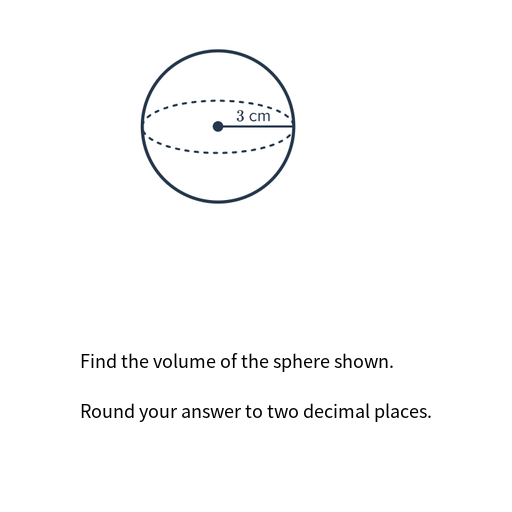 3 cm
Find the volume of the sphere shown.
Round your answer to two decimal places.